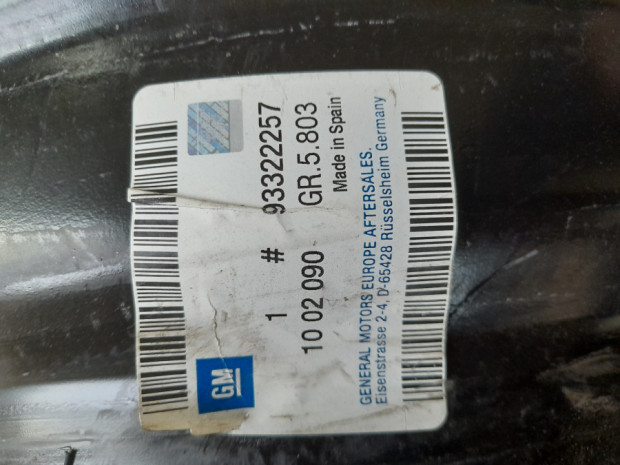 GM
1 # 93322257
10 02 090 GR.5.803
Made in Spain
GENERAL MOTORS EUROPE AFTERSALES.
Eisenstrasse 2-4, D-65428 Rüsselsheim Germany